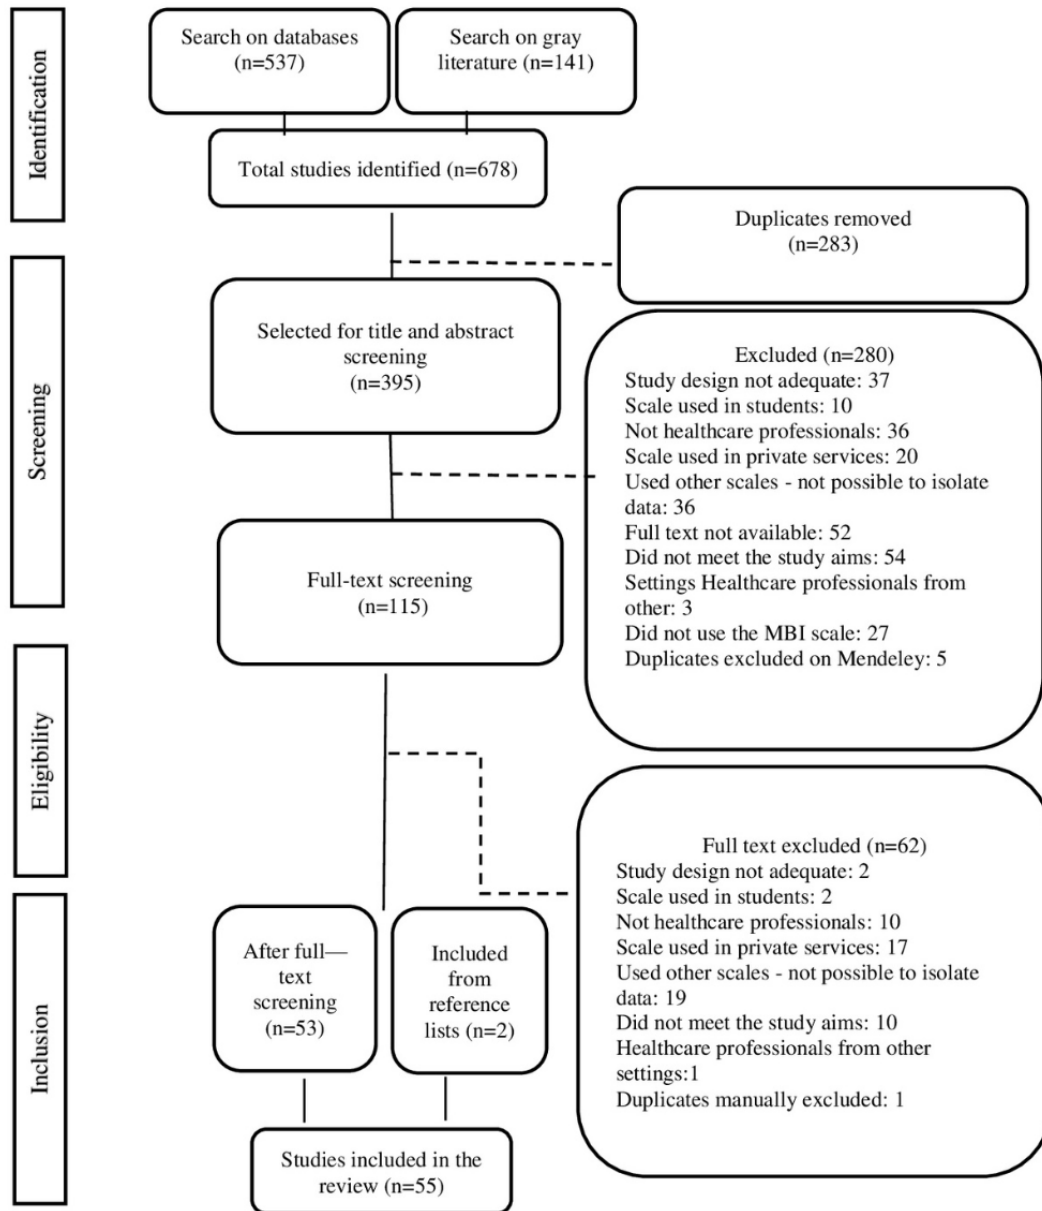 Identification
Search on databases
(n=537)
Search on gray
literature (n=141)
Total studies identified (n=678)
Duplicates removed
(n=283)
Screening
Selected for title and abstract
screening
(n=395)
Excluded (n=280)
Study design not adequate: 37
Scale used in students: 10
Not healthcare professionals: 36
Scale used in private services: 20
Used other scales - not possible to isolate
data: 36
Full text not available: 52
Did not meet the study aims: 54
Settings Healthcare professionals from
other: 3
Did not use the MBI scale: 27
Duplicates excluded on Mendeley: 5
Full-text screening
(n=115)
Eligibility
Full text excluded (n=62)
Study design not adequate: 2
Scale used in students: 2
Not healthcare professionals: 10
Scale used in private services: 17
Used other scales - not possible to isolate
data: 19
Did not meet the study aims: 10
Healthcare professionals from other
settings:1
Duplicates manually excluded: 1
Inclusion
After full—
text
screening
(n=53)
Included
from
reference
lists (n=2)
Studies included in the
review (n=55)